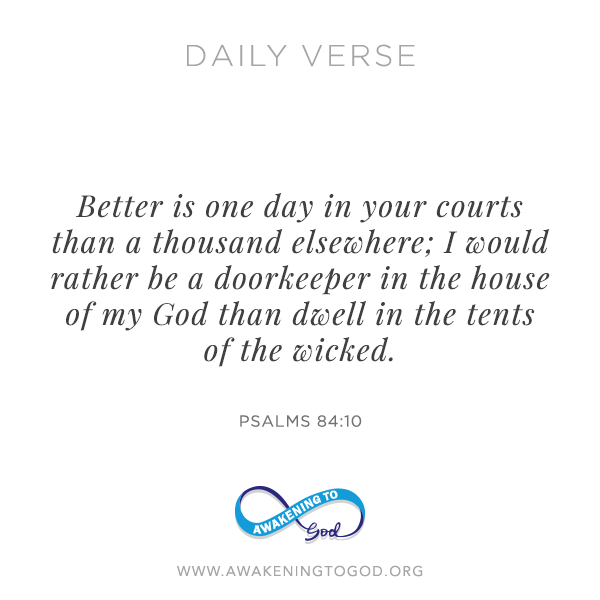 DAILY VERSE
Better is one day in your courts
than a thousand elsewhere; I would
rather be a doorkeeper in the house
of my God than dwell in the tents
of the wicked.
PSALMS 84:10
AWAKENING TO
God
WWW.AWAKENINGTOGOD.ORG